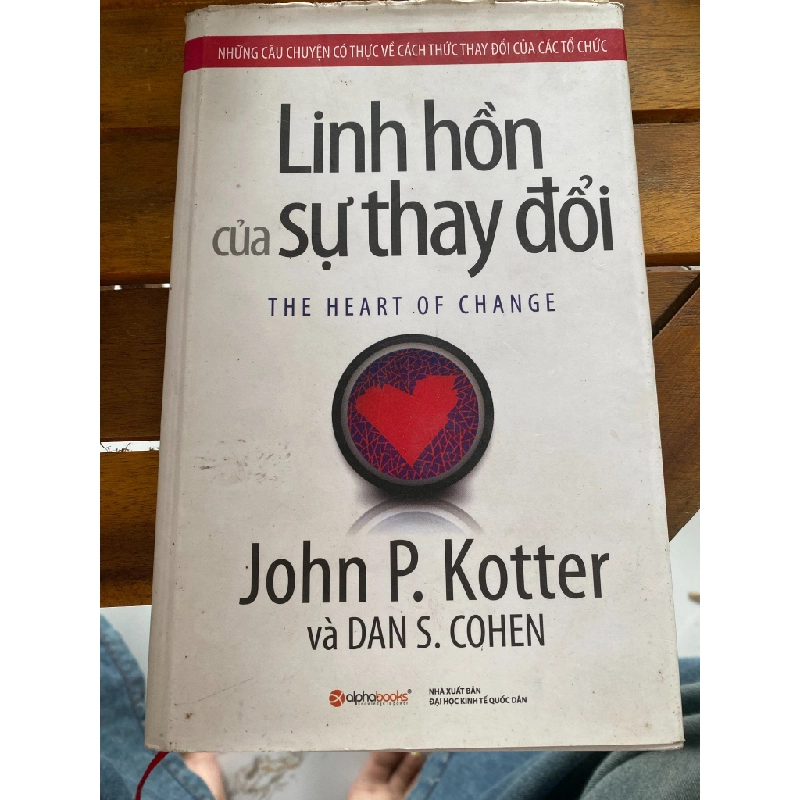 NHỮNG CÂU CHUYỆN CÓ THỰC VỀ CÁCH THỨC THAY ĐỔI CỦA CÁC TỔ CHỨC
Linh hồn
của sự thay đổi
THE HEART OF CHANGE
John P. Kotter
và DAN S. COHEN
alphabooks®
NHÀ XUẤT BẢN
ĐẠI HỌC KINH TẾ QUỐC DÂN